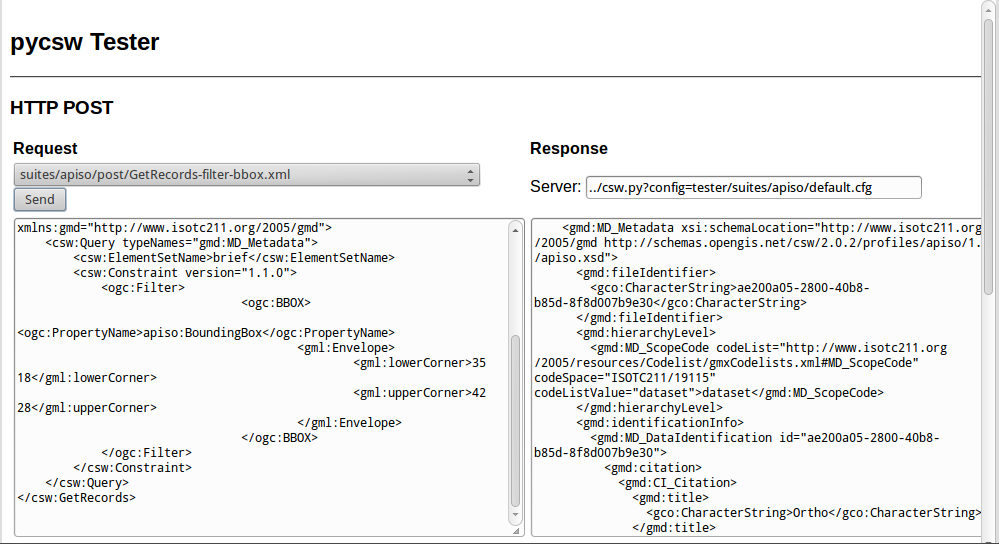 pycsw Tester
HTTP POST
Request
suites/apiso/post/GetRecords-filter-bbox.xml
Send
xmlns:gmd="http://www.isotc211.org/2005/gmd">
<csw:Query typeNames="gmd:MD_Metadata">
<csw:ElementSetName>brief</csw:ElementSetName>
<csw:Constraint version="1.1.0">
<ogc:Filter>
<ogc:BBOX>
<ogc:PropertyName>apiso:BoundingBox</ogc:PropertyName>
<gml:Envelope>
<gml:lowerCorner>35
18</gml:lowerCorner>
<gml:upperCorner>42
28</gml:upperCorner>
</gml:Envelope>
</ogc:BBOX>
</ogc:Filter>
</csw:Constraint>
</csw:Query>
</csw:GetRecords>
Response
Server: ../csw.py?config=tester/suites/apiso/default.cfg
<gmd:MD_Metadata xsi:schemaLocation="http://www.isotc211.org
/2005/gmd http://schemas.opengis.net/csw/2.0.2/profiles/apiso/1.
/apiso.xsd">
<gmd:fileIdentifier>
<gco:CharacterString>ae200a05-2800-40b8-
b85d-8f8d007b9e30</gco:CharacterString>
</gmd:fileIdentifier>
<gmd:hierarchyLevel>
<gmd:MD_ScopeCode codeList="http://www.isotc211.org
/2005/resources/Codelist/gmxCodelists.xml#MD_ScopeCode"
codeSpace="ISOTC211/19115"
codeListValue="dataset">dataset</gmd:MD_ScopeCode>
</gmd:hierarchyLevel>
<gmd:identificationInfo>
<gmd:MD_DataIdentification id="ae200a05-2800-40b8-
b85d-8f8d007b9e30">
<gmd:citation>
<gmd:CI_Citation>
<gmd:title>
<gco:CharacterString>Ortho</gco:CharacterString>
</gmd:title>